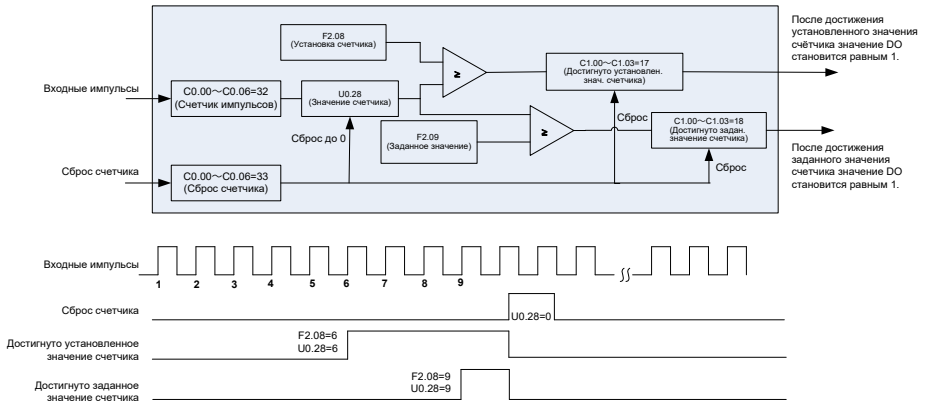 F2.08
(Установка счетчика)
После достижения
установленного значения
счётчика значение DO
становится равным 1.
C1.00~C1.03=17
(Достигнуто установлен.
знач. счетчика)
Входные импульсы
C0.00~C0.06=32
(Счетчик импульсов)
U0.28
(Значение счетчика)
≥
Сброс
C1.00~C1.03=18
(Достигнуто задан.
значение счетчика)
Сброс до 0
F2.09
(Заданное значение)
≥
Сброс
После достижения
заданного значения
счетчика значение DO
становится равным 1.
Сброс счетчика
C0.00~C0.06=33
(Сброс счетчика)
Входные импульсы
1 2 3 4 5 6 7 8 9
Сброс счетчика
U0.28=0
Достигнуто установленное
значение счетчика
F2.08=6
U0.28=6
Достигнуто заданное
значение счетчика
F2.08=9
U0.28=9